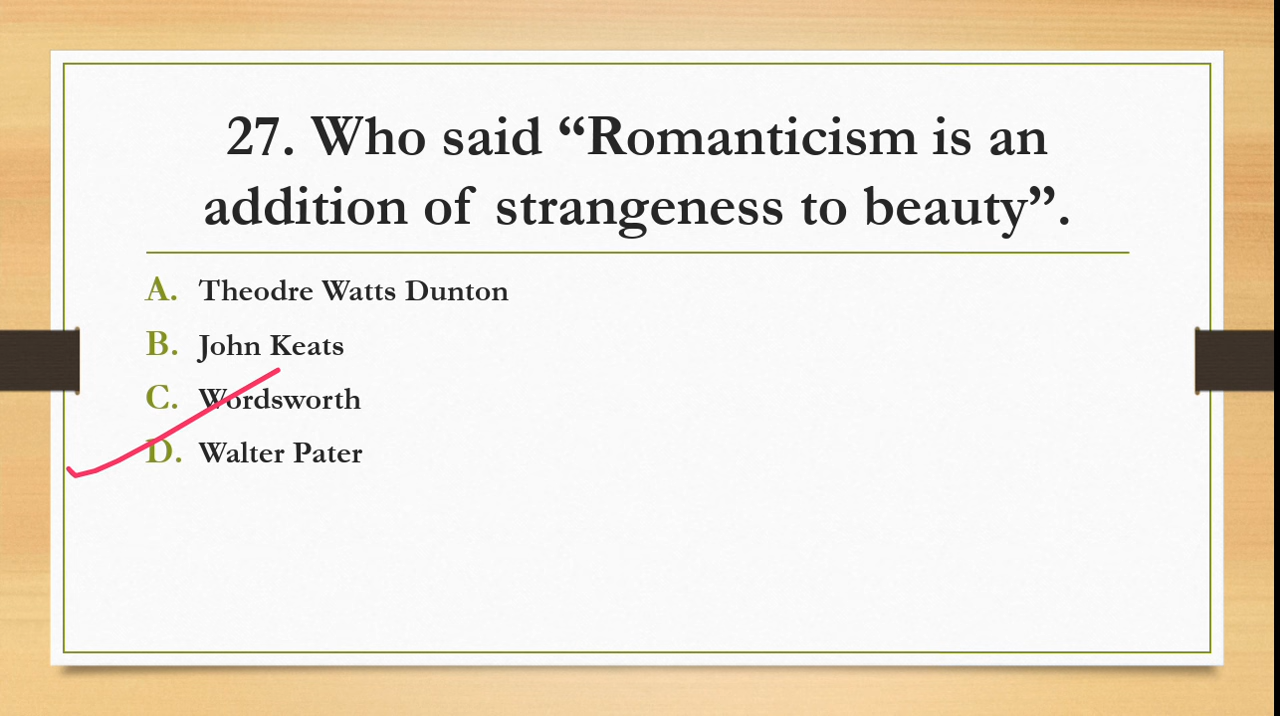 27. Who said “Romanticism is an
addition of strangeness to beauty”.
A. Theodre Watts Dunton
B. John Keats
C. Wordsworth
D. Walter Pater